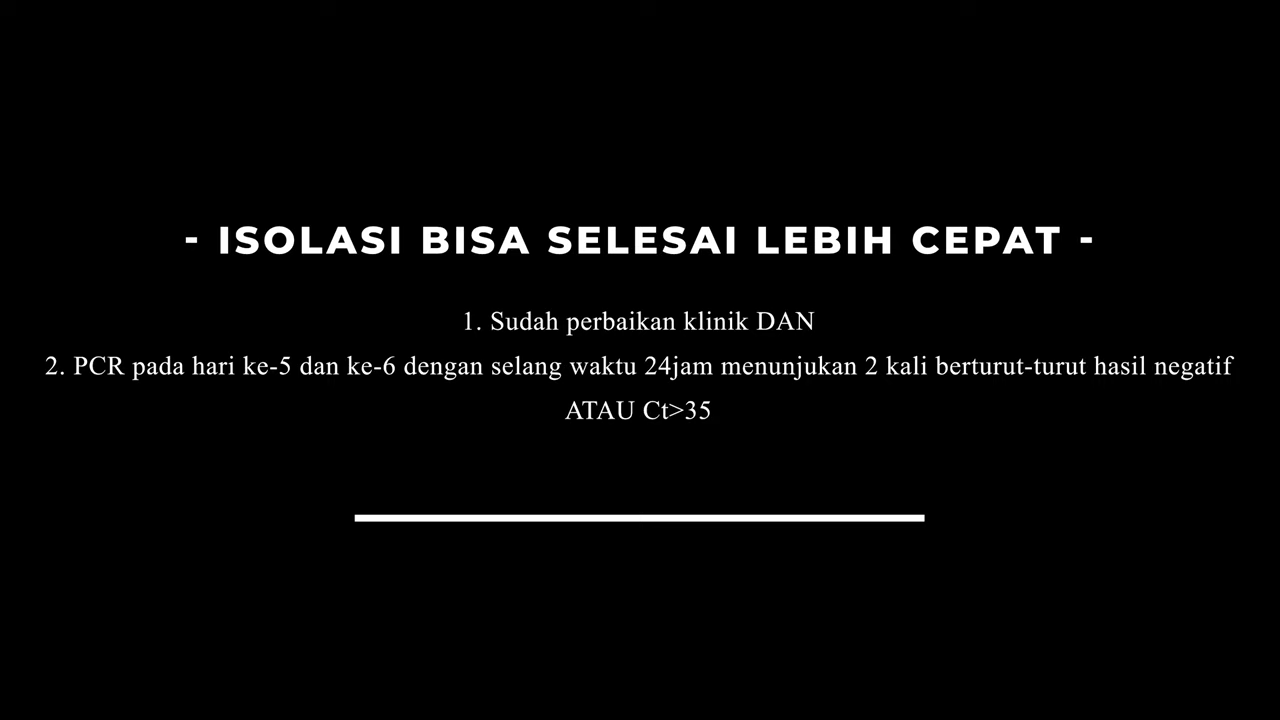 - ISOLASI BISA SELESAI LEBIH CEPAT -
1. Sudah perbaikan klinik DAN
2. PCR pada hari ke-5 dan ke-6 dengan selang waktu 24jam menunjukan 2 kali berturut-turut hasil negatif
ATAU Ct>35